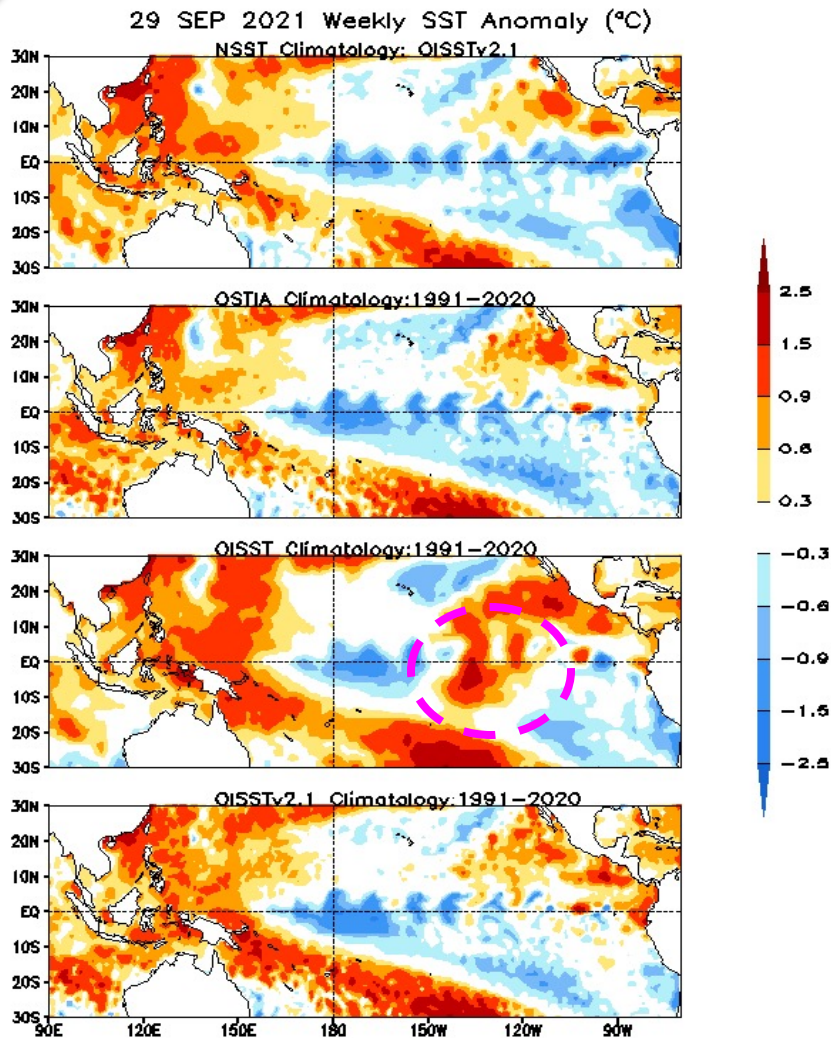 29 SEP 2021 Weekly SST Anomaly (°C)
NSST Climatology: OISSTv2.1
30N
20N
10N
EQ
10S
20S
30S
OSTIA Climatology:1991-2020
30N
20N
10N
EQ
10S
20S
30S
OISST Climatology:1991-2020
30N
20N
10N
EQ
10S
20S
30S
OISSTv2.1 Climatology:1991-2020
30N
20N
10N
EQ
10S
20S
30S
90E 120E 150E 180 150W 120W 90W
2.5
1.5
0.9
0.6
0.3
-0.3
-0.6
-0.9
-1.5
-2.5